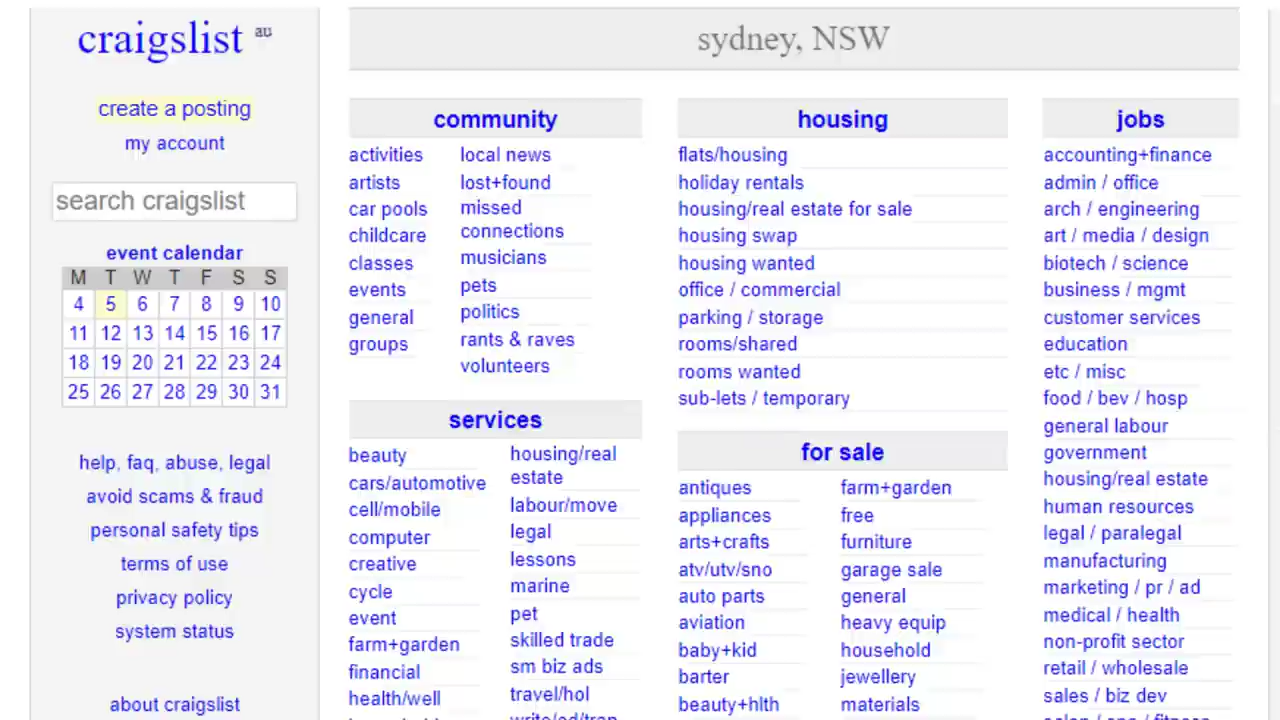 craigslist au
create a posting
my account
search craigslist
event calendar
M T W T F S S
4 5 6 7 8 9 10
11 12 13 14 15 16 17
18 19 20 21 22 23 24
25 26 27 28 29 30 31
help, faq, abuse, legal
avoid scams & fraud
personal safety tips
terms of use
privacy policy
system status
about craigslist
sydney, NSW
community
activities
artists
car pools
childcare
classes
events
general
groups
local news
lost+found
missed
connections
musicians
pets
politics
rants & raves
volunteers
services
beauty
cars/automotive
cell/mobile
computer
creative
cycle
event
farm+garden
financial
health/well
housing/real
estate
labour/move
legal
lessons
marine
pet
skilled trade
sm biz ads
travel/hol
housing
flats/housing
holiday rentals
housing/real estate for sale
housing swap
housing wanted
office / commercial
parking / storage
rooms/shared
rooms wanted
sub-lets / temporary
for sale
antiques
appliances
arts+crafts
atv/utv/sno
auto parts
aviation
baby+kid
barter
beauty+hlth
farm+garden
free
furniture
garage sale
general
heavy equip
household
jewellery
materials
jobs
accounting+finance
admin / office
arch / engineering
art / media / design
biotech / science
business / mgmt
customer services
education
etc / misc
food / bev / hosp
general labour
government
housing/real estate
human resources
legal / paralegal
manufacturing
marketing / pr / ad
medical / health
non-profit sector
retail / wholesale
sales / biz dev